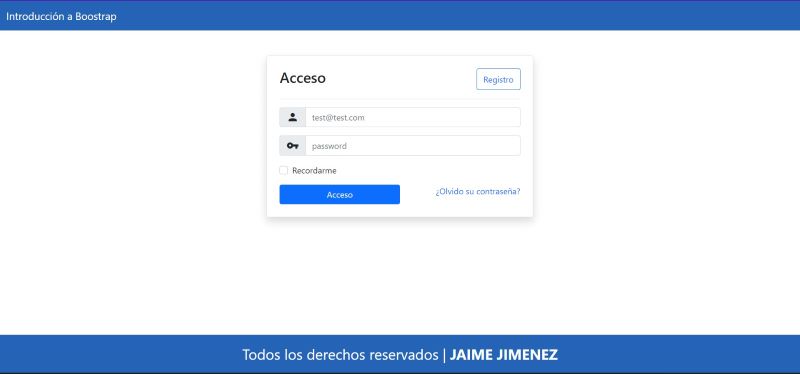 Introducción a Boostrap
Acceso
Registro
test@test.com
password
Recordarme
Acceso
¿Olvido su contraseña?
Todos los derechos reservados | JAIME JIMENEZ